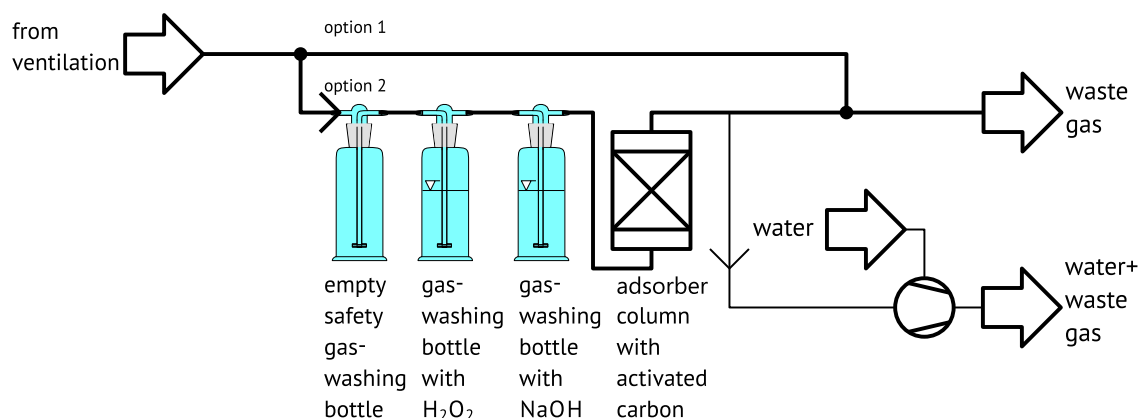 from
ventilation
option 1
option 2
waste
gas
water
water+
waste
gas
empty
safety
gas-
washing
bottle
gas-
washing
bottle
with
H₂O₂
gas-
washing
bottle
with
NaOH
adsorber
column
with
activated
carbon